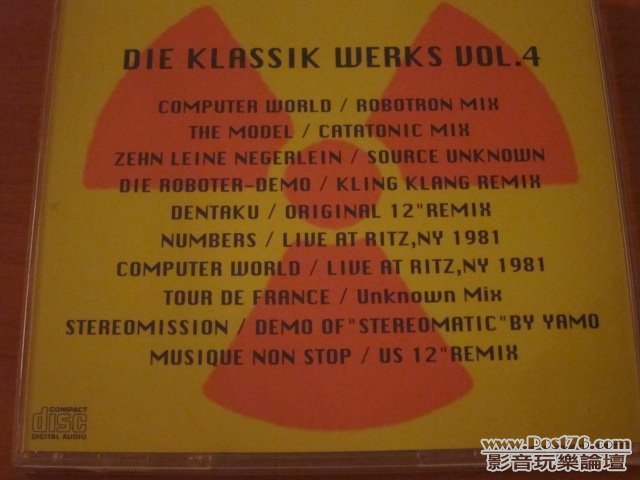 DIE KLASSIK WERKS VOL.4
COMPUTER WORLD / ROBOTRON MIX
THE MODEL / CATATONIC MIX
ZEHN LEINE NEGERLEIN / SOURCE UNKNOWN
DIE ROBOTER-DEMO / KLING KLANG REMIX
DENTAKU / ORIGINAL 12"REMIX
NUMBERS / LIVE AT RITZ,NY 1981
COMPUTER WORLD / LIVE AT RITZ,NY 1981
TOUR DE FRANCE / Unknown Mix
STEREOMISSION / DEMO OF"STEREOMATIC"BY YAMO
MUSIQUE NON STOP / US 12"REMIX
COMPACT
disc
DIGITAL AUDIO
www.Post76.com
影音玩樂論壇